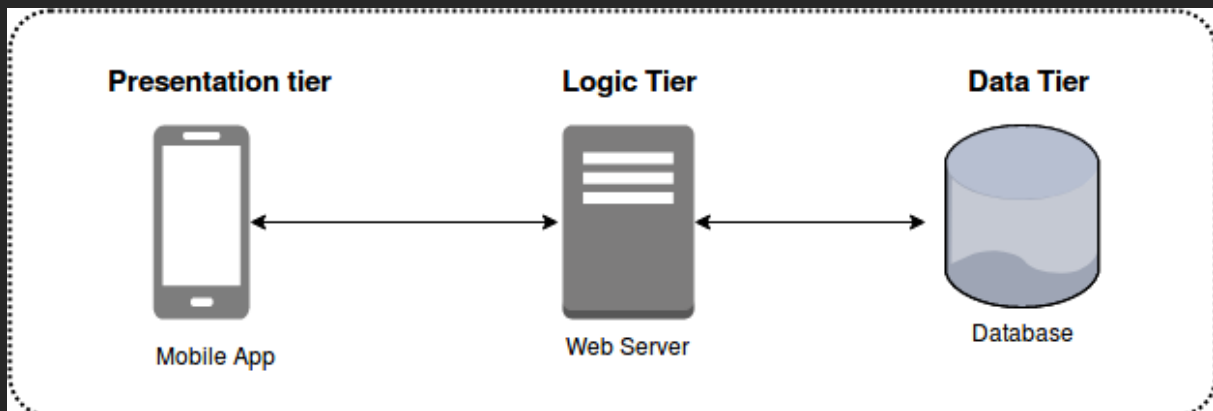 Presentation tier
Logic Tier
Data Tier
Mobile App
Web Server
Database